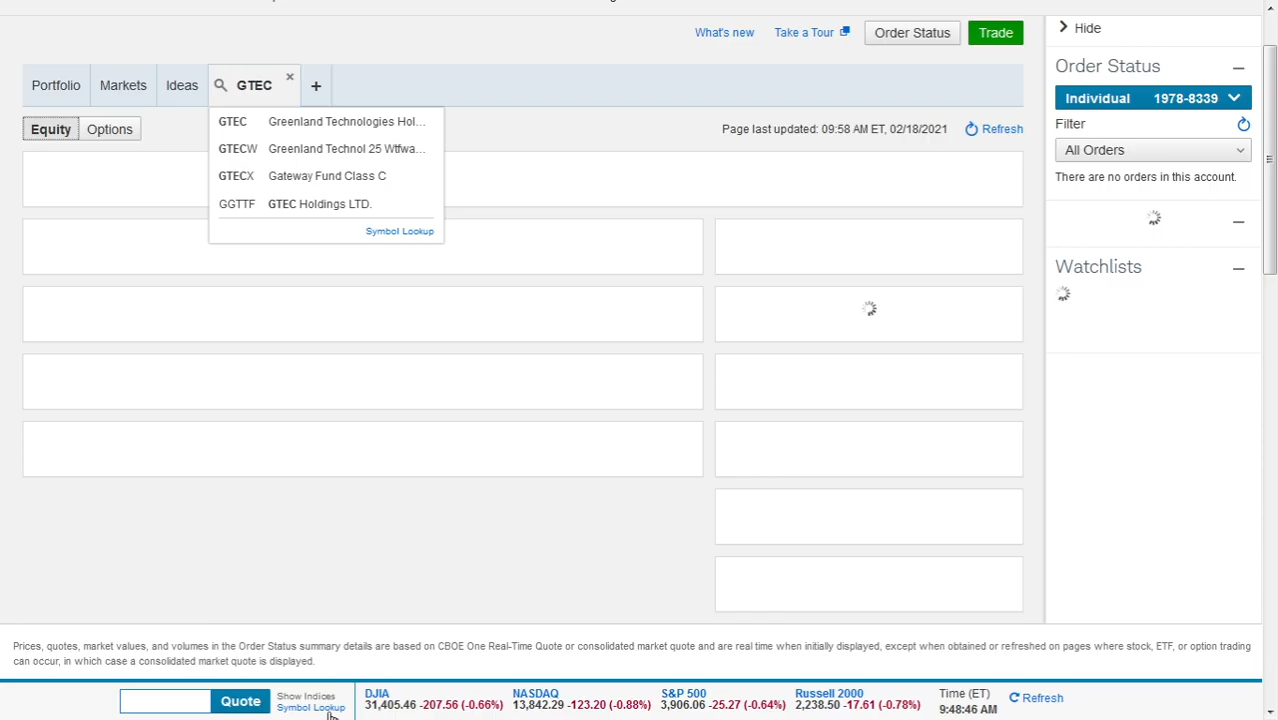 What's new
Take a Tour
Order Status
Trade
Hide
Portfolio
Markets
Ideas
GTEC
+
Order Status
Individual 1978-8339
Filter
All Orders
There are no orders in this account.
Watchlists
Equity
Options
Page last updated: 09:58 AM ET, 02/18/2021
Refresh
GTEC Greenland Technologies Hol...
GTECW Greenland Technol 25 Wtfwa...
GTECX Gateway Fund Class C
GGTTF GTEC Holdings LTD.
Symbol Lookup
Prices, quotes, market values, and volumes in the Order Status summary details are based on CBOE One Real-Time Quote or consolidated market quote and are real time when initially displayed, except when obtained or refreshed on pages where stock, ETF, or option trading
can occur, in which case a consolidated market quote is displayed.
Quote
Show Indices
Symbol Lookup
DJIA
31,405.46 -207.56 (-0.66%)
NASDAQ
13,842.29 -123.20 (-0.88%)
S&P 500
3,906.06 -25.27 (-0.64%)
Russell 2000
2,238.50 -17.61 (-0.78%)
Time (ET)
9:48:46 AM
Refresh